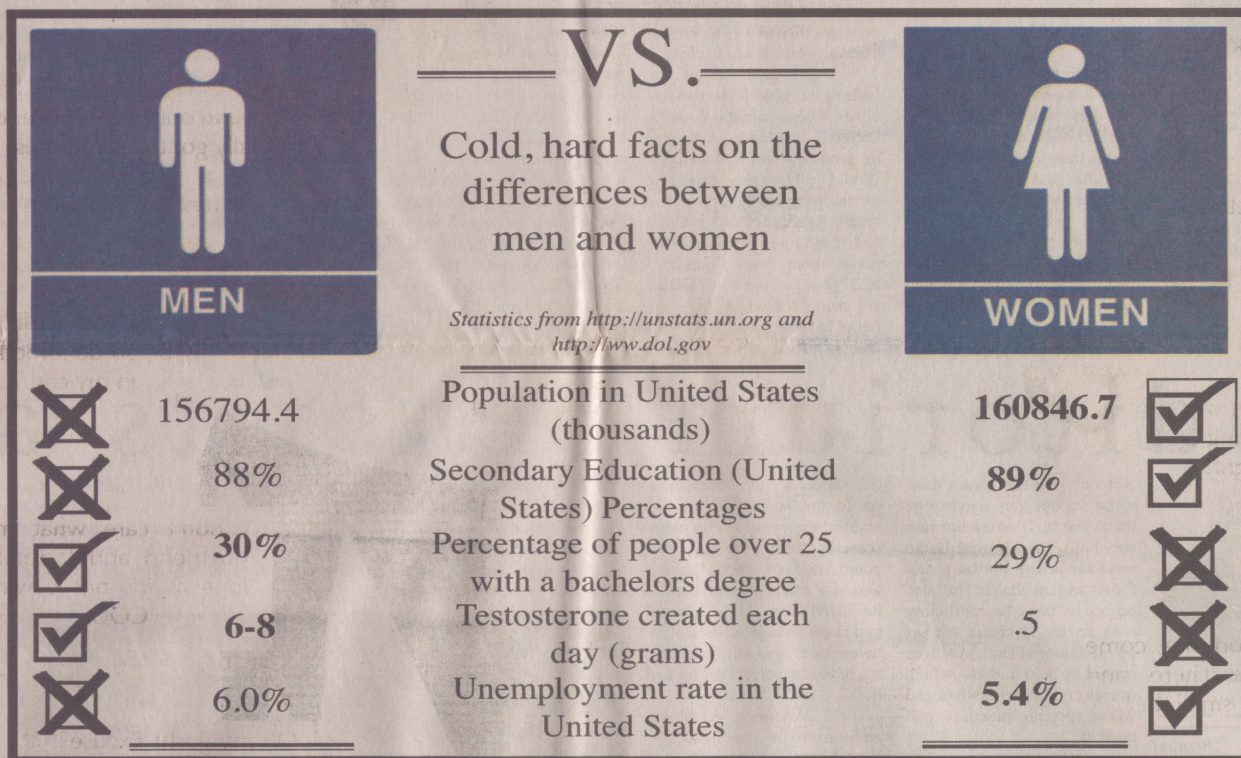 VS.
Cold, hard facts on the
differences between
men and women
MEN
WOMEN
Statistics from http://unstats.un.org and
http://ww.dol.gov
156794.4
Population in United States
(thousands)
160846.7
88%
Secondary Education (United
States) Percentages
89%
30%
Percentage of people over 25
with a bachelors degree
29%
6-8
Testosterone created each
day (grams)
.5
6.0%
Unemployment rate in the
United States
5.4%